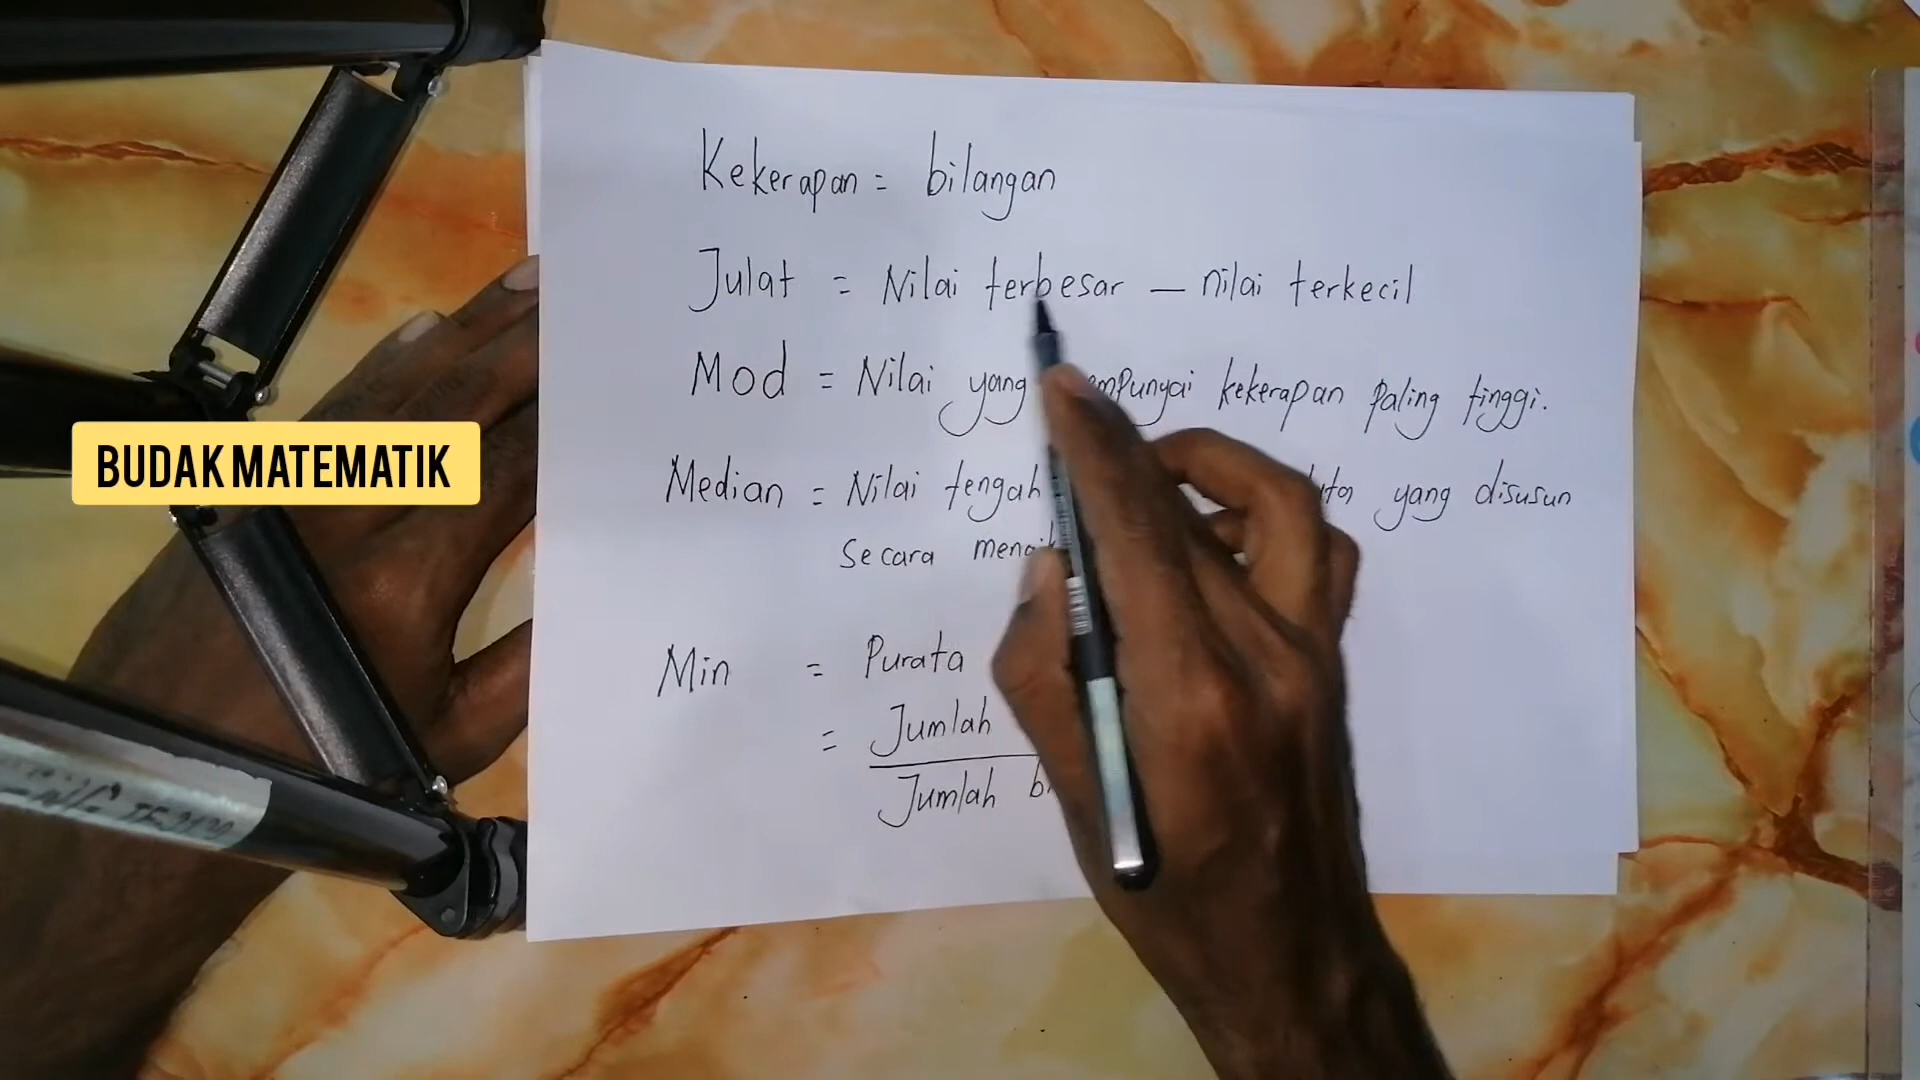 Kekerapan = bilangan
Julat = Nilai terbesar – nilai terkecil
Mod = Nilai yang kekerapan paling tinggi.
Median = Nilai tengah yang disusun
Secara
BUDAK MATEMATIK
Min = Purata
= Jumlah
Jumlah